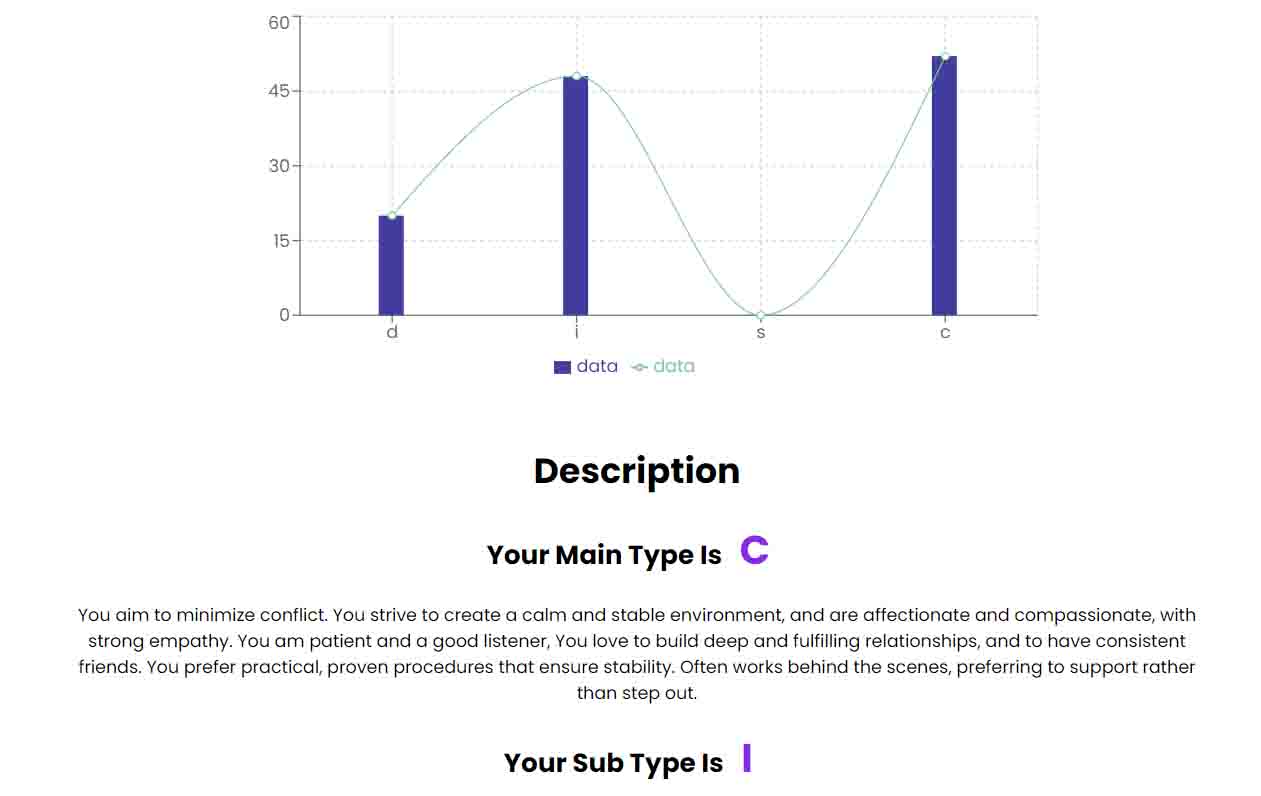 60
45
30
15
0
d i s c
data data
Description
Your Main Type Is C
You aim to minimize conflict. You strive to create a calm and stable environment, and are affectionate and compassionate, with
strong empathy. You am patient and a good listener, You love to build deep and fulfilling relationships, and to have consistent
friends. You prefer practical, proven procedures that ensure stability. Often works behind the scenes, preferring to support rather
than step out.
Your Sub Type Is I